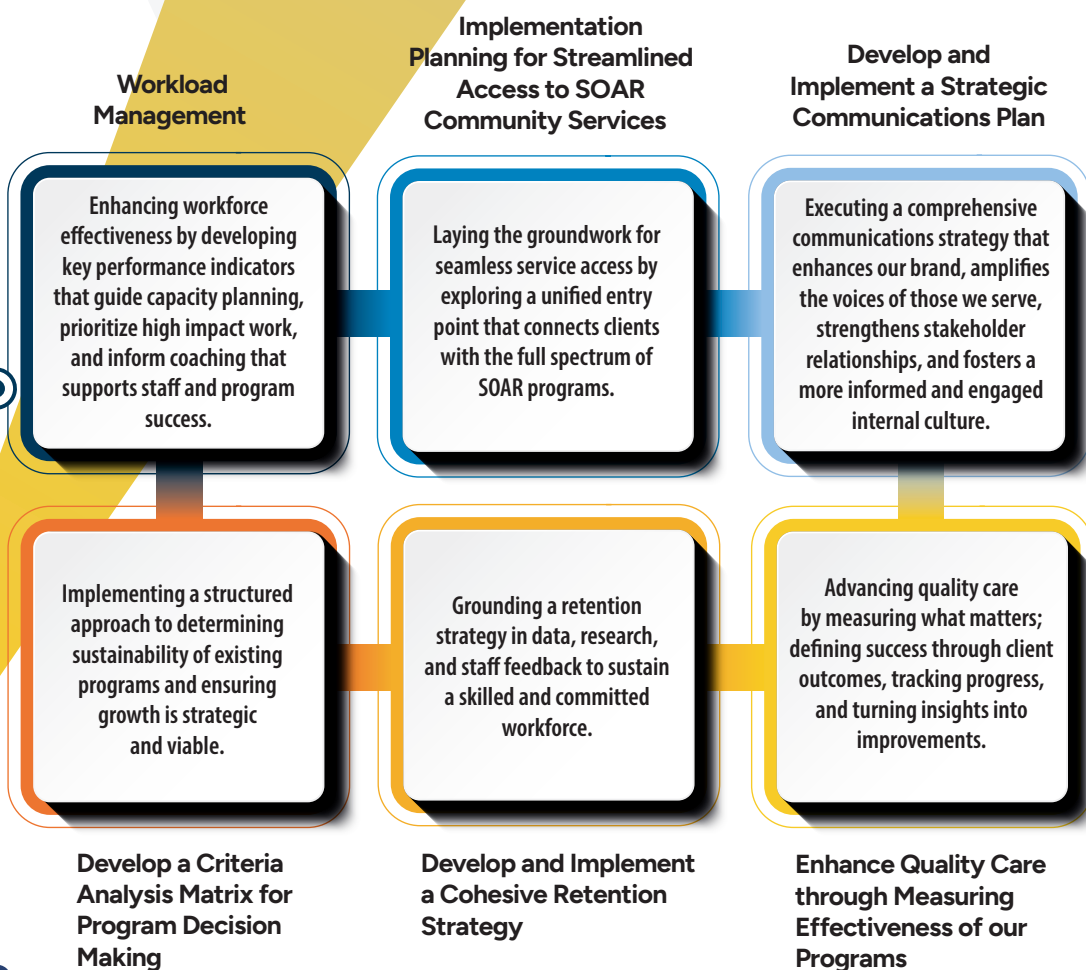 Workload
Management
Implementation
Planning for Streamlined
Access to SOAR
Community Services
Develop and
Implement a Strategic
Communications Plan
Enhancing workforce
effectiveness by developing
key performance indicators
that guide capacity planning,
prioritize high impact work,
and inform coaching that
supports staff and program
success.
Laying the groundwork for
seamless service access by
exploring a unified entry
point that connects clients
with the full spectrum of
SOAR programs.
Executing a comprehensive
communications strategy that
enhances our brand, amplifies
the voices of those we serve,
strengthens stakeholder
relationships, and fosters a
more informed and engaged
internal culture.
Implementing a structured
approach to determining
sustainability of existing
programs and ensuring
growth is strategic
and viable.
Grounding a retention
strategy in data, research,
and staff feedback to sustain
a skilled and committed
workforce.
Advancing quality care
by measuring what matters;
defining success through client
outcomes, tracking progress,
and turning insights into
improvements.
Develop a Criteria
Analysis Matrix for
Program Decision
Making
Develop and Implement
a Cohesive Retention
Strategy
Enhance Quality Care
through Measuring
Effectiveness of our
Programs